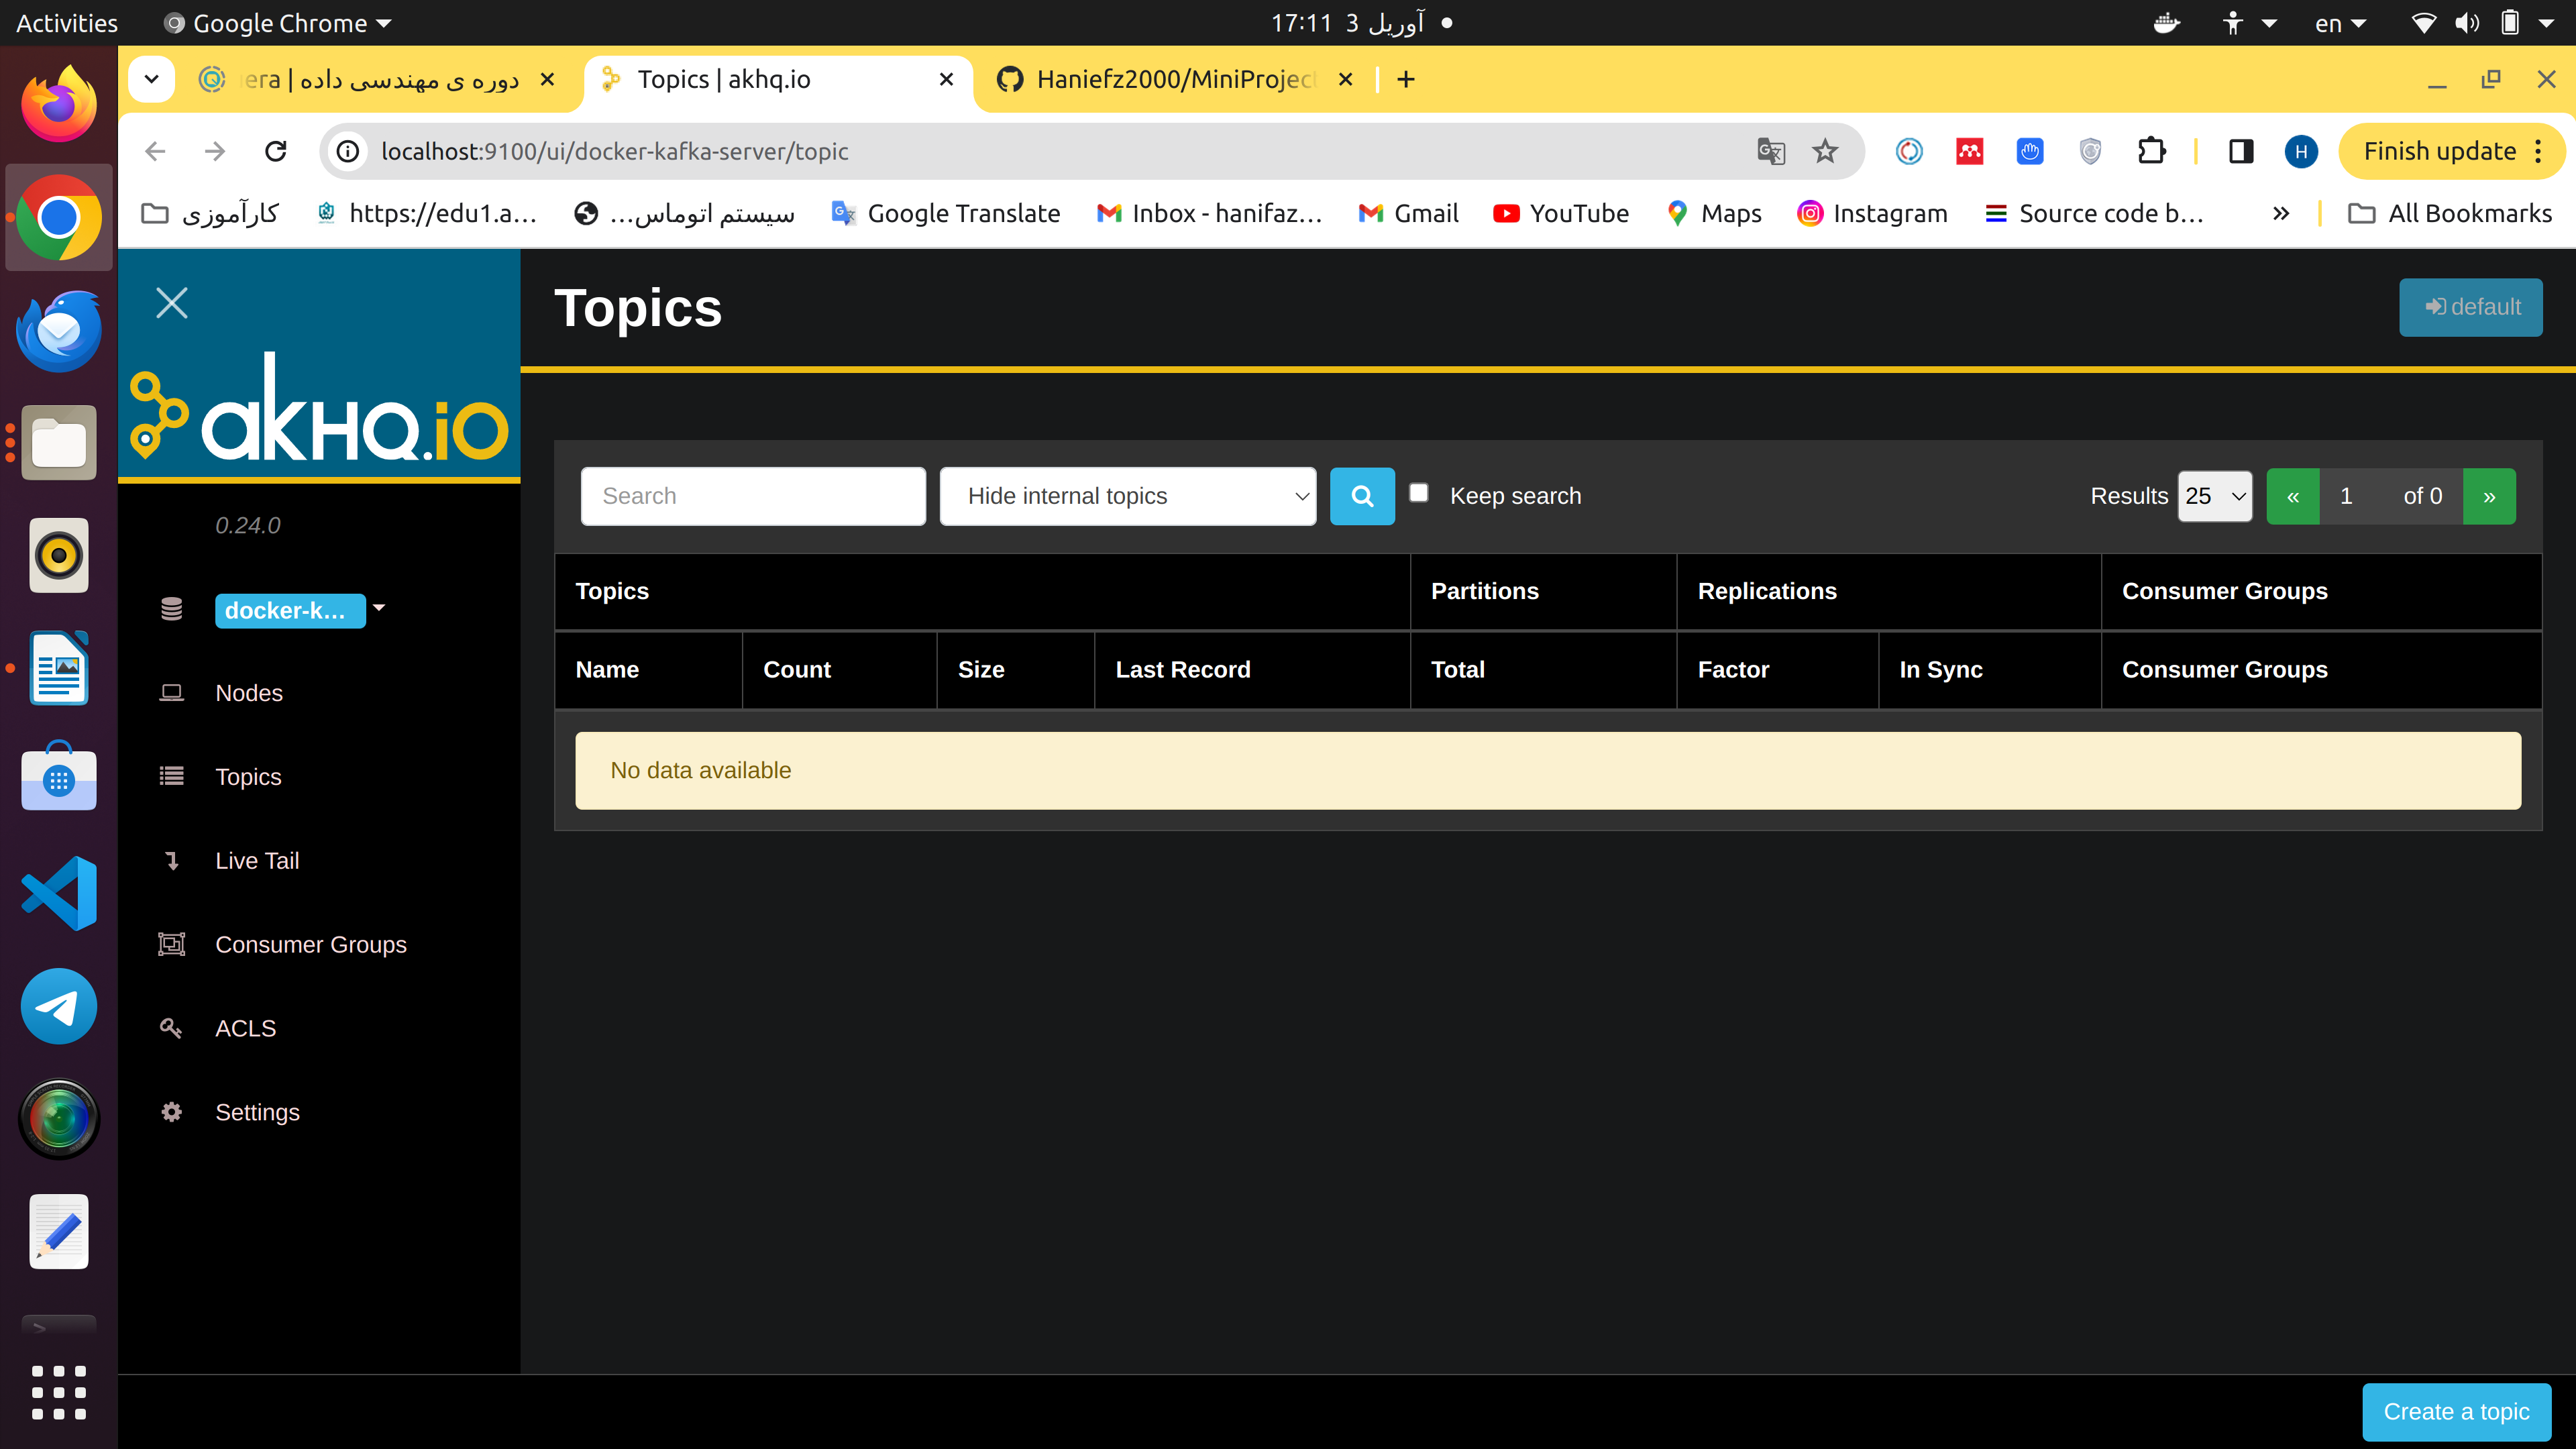 Activities
Google Chrome
17:11 3 آوریل
en
era | دوره ی مهندسی داده
Topics | akhq.io
Haniefz2000/MiniProject
localhost:9100/ui/docker-kafka-server/topic
Finish update
H
کارآموزی
https://edu1.a...
سیستم اتوماس...
Google Translate
Inbox - hanifaz...
Gmail
YouTube
Maps
Instagram
Source code b...
»
All Bookmarks
akHQ.io
0.24.0
docker-k...
Nodes
Topics
Live Tail
Consumer Groups
ACLS
Settings
Topics
default
Search
Hide internal topics
Keep search
Results 25 « 1 of 0 »
Topics Partitions Replications Consumer Groups
Name Count Size Last Record Total Factor In Sync Consumer Groups
No data available
Create a topic